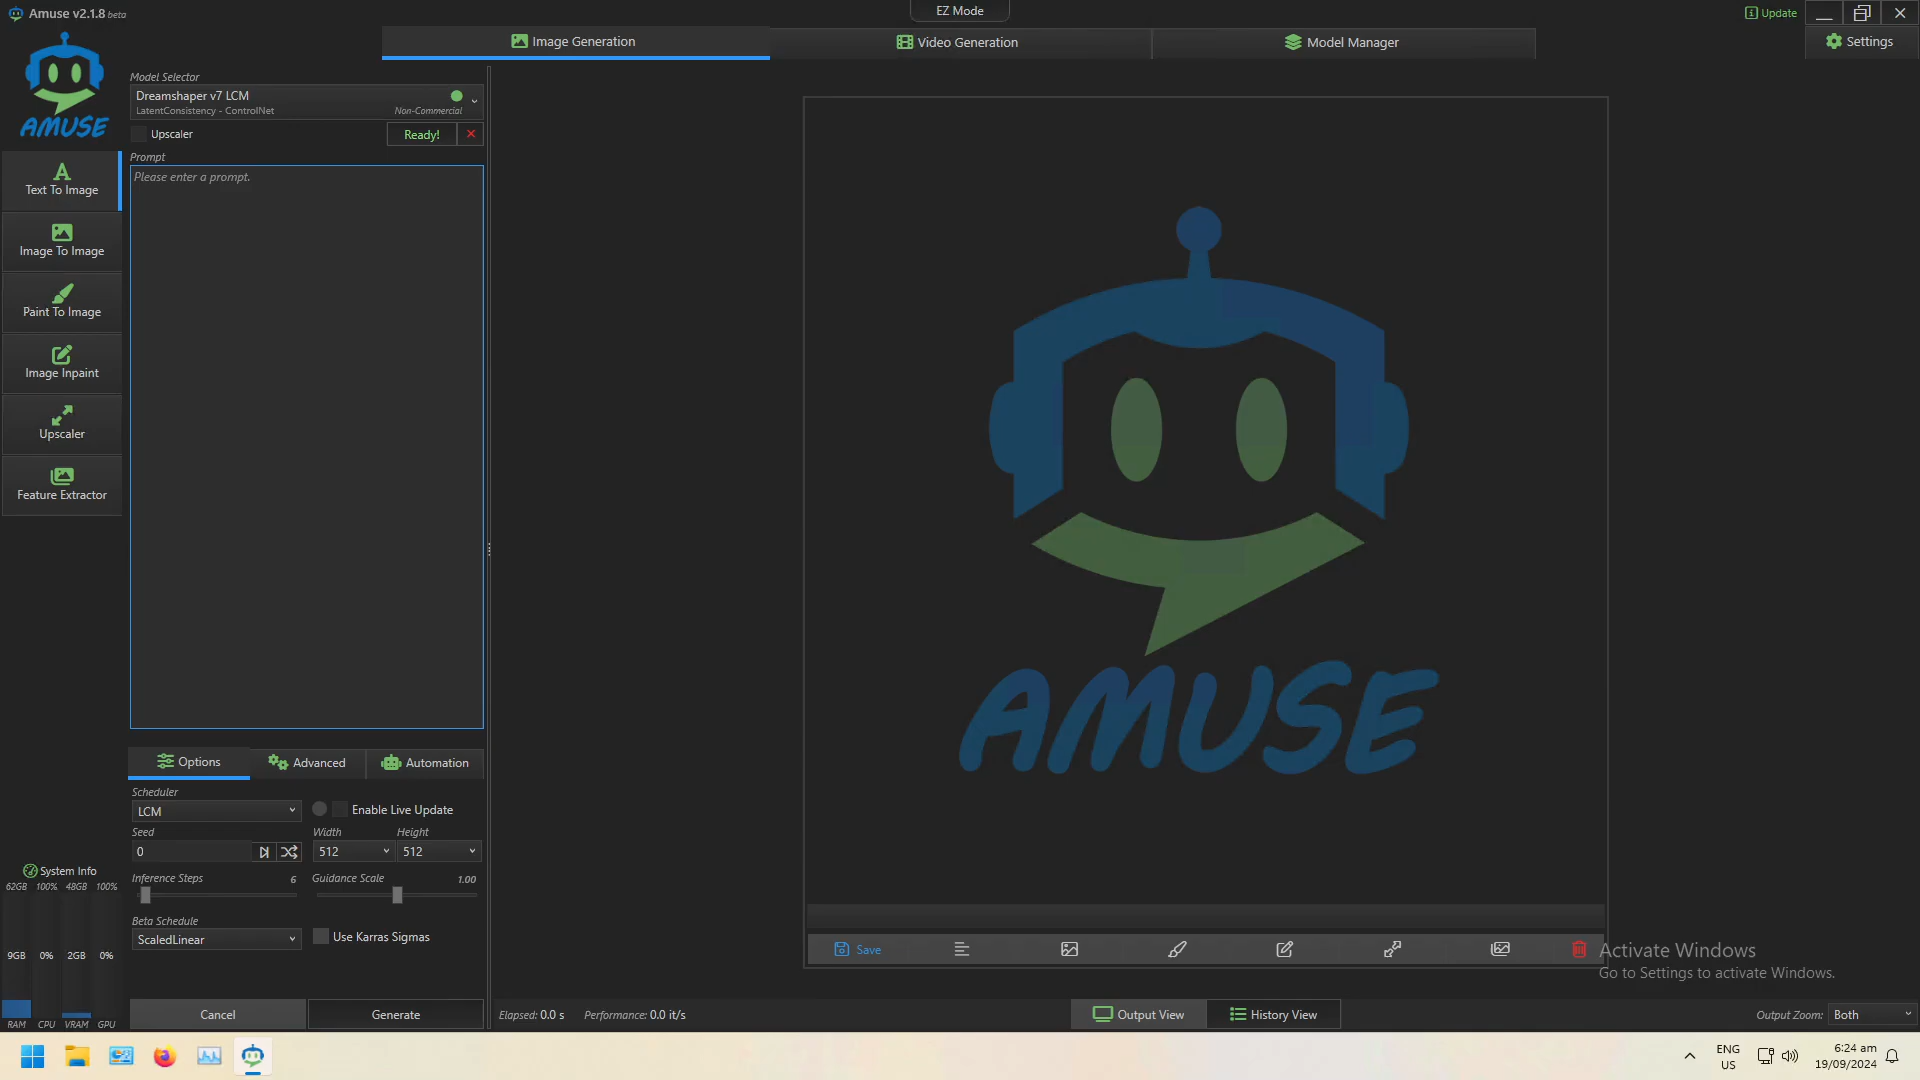 Amuse v2.1.8 beta
EZ Mode
Update
Image Generation
Video Generation
Model Manager
Settings
AMUSE
Model Selector
Dreamshaper v7 LCM
LatentConsistency - ControlNet
Non-Commercial
Upscaler
Ready!
Prompt
Please enter a prompt.
Text To Image
Image To Image
Paint To Image
Image Inpaint
Upscaler
Feature Extractor
AMUSE
Options
Advanced
Automation
Scheduler
LCM
Enable Live Update
Seed
Width
Height
0
512
512
Inference Steps
6
Guidance Scale
1.00
Beta Schedule
ScaledLinear
Use Karras Sigmas
System Info
62GB 100% 48GB 100%
9GB 0% 2GB 0%
RAM CPU VRAM GPU
Cancel
Generate
Save
Activate Windows
Go to Settings to activate Windows.
Elapsed: 0.0 s
Performance: 0.0 it/s
Output View
History View
Output Zoom:
Both
ENG
US
6:24 am
19/09/2024